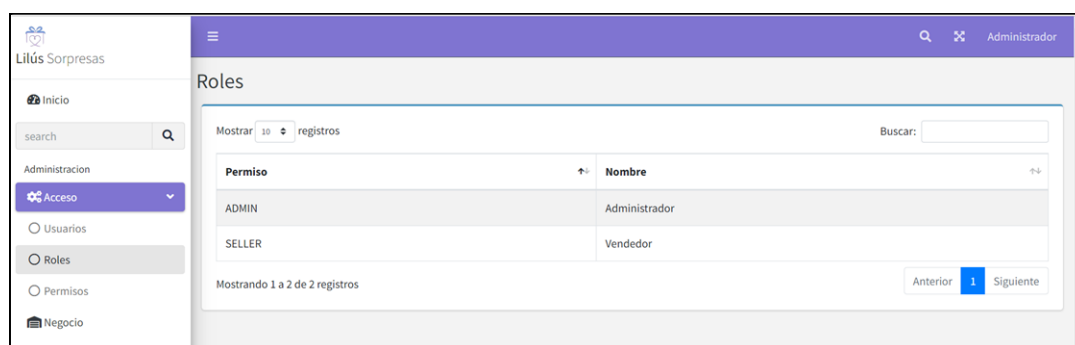 Lilús Sorpresas
Administrador
Inicio
search
Administracion
Acceso
Usuarios
Roles
Permisos
Negocio
Roles
Mostrar 10 registros
Buscar:
Permiso Nombre
ADMIN Administrador
SELLER Vendedor
Mostrando 1 a 2 de 2 registros
Anterior 1 Siguiente